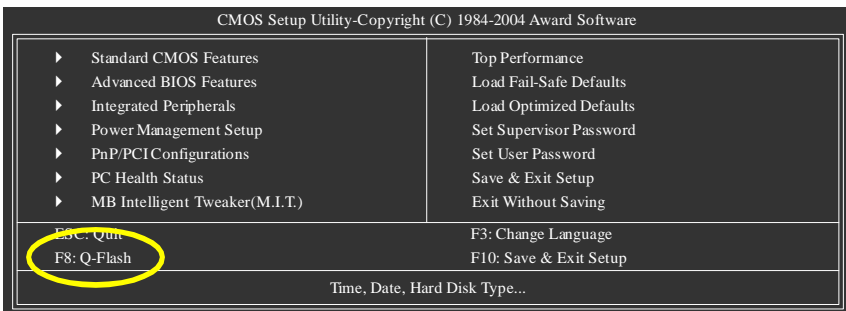 CMOS Setup Utility-Copyright (C) 1984-2004 Award Software
Standard CMOS Features
Advanced BIOS Features
Integrated Peripherals
Power Management Setup
PnP/PCI Configurations
PC Health Status
MB Intelligent Tweaker(M.I.T.)
Top Performance
Load Fail-Safe Defaults
Load Optimized Defaults
Set Supervisor Password
Set User Password
Save & Exit Setup
Exit Without Saving
ESC: Quit
F8: Q-Flash
F3: Change Language
F10: Save & Exit Setup
Time, Date, Hard Disk Type...